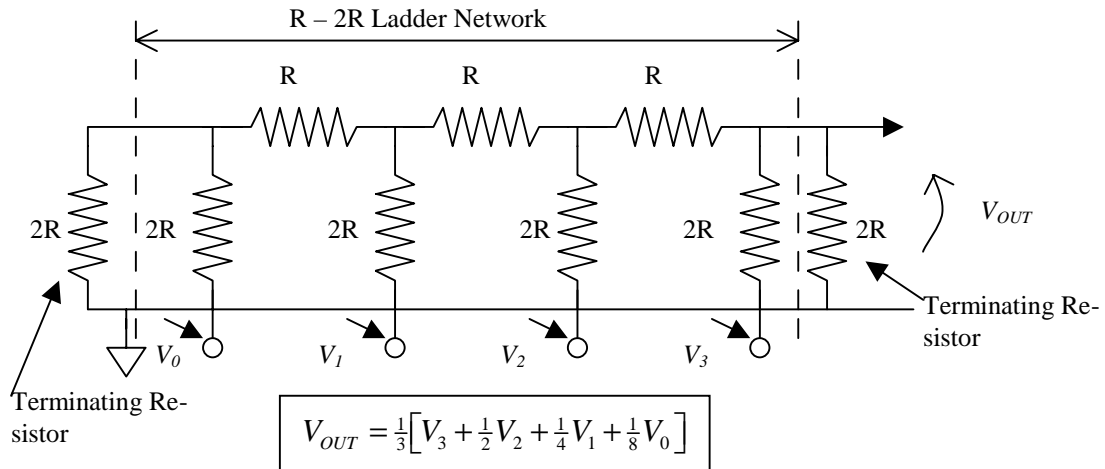 R – 2R Ladder Network
R R R
2R 2R 2R 2R 2R 2R
V_OUT
V_0 V_1 V_2 V_3
Terminating Re-
sistor
Terminating Re-
sistor
V_OUT = 1/3[V_3 + 1/2 V_2 + 1/4 V_1 + 1/8 V_0]